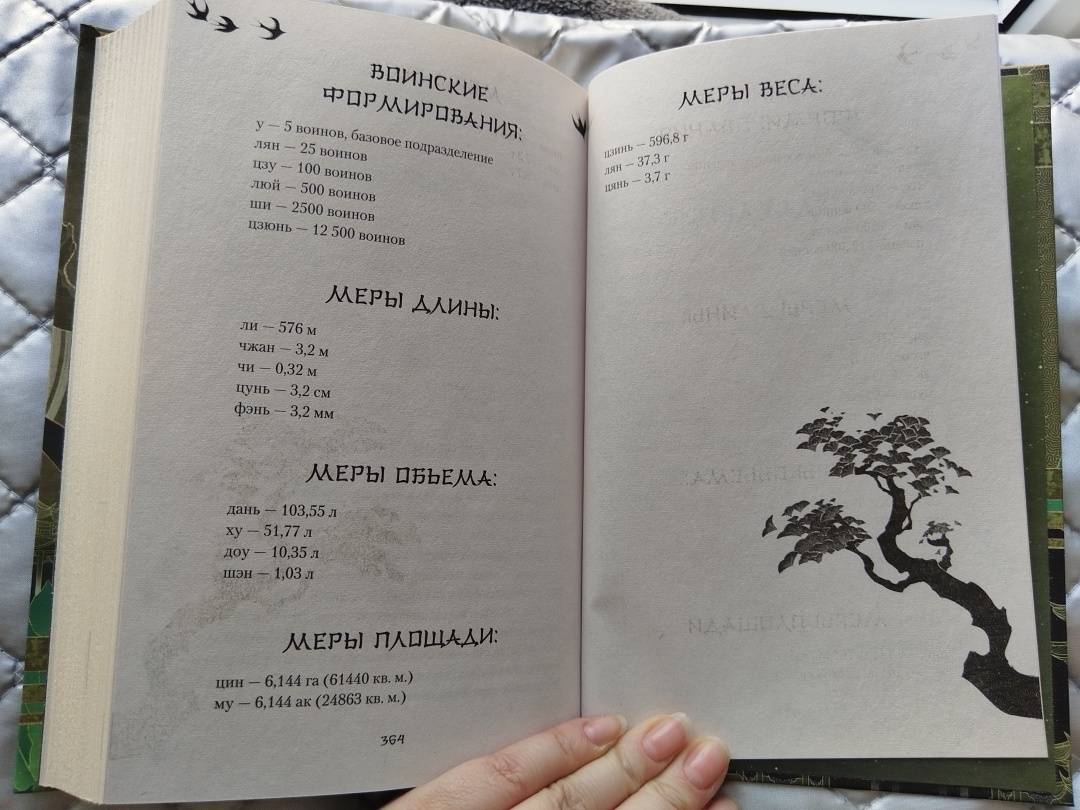 ВОИНСКИЕ
ФОРМИРОВАНИЯ:
у — 5 воинов, базовое подразделение
лян — 25 воинов
цзу — 100 воинов
люй — 500 воинов
ши — 2500 воинов
цзюнь — 12 500 воинов
МЕРЫ ДЛИНЫ:
ли — 576 м
чжан — 3,2 м
чи — 0,32 м
цунь — 3,2 см
фэнь — 3,2 мм
МЕРЫ ОБЪЕМА:
дань — 103,55 л
ху — 51,77 л
доу — 10,35 л
шэн — 1,03 л
МЕРЫ ПЛОЩАДИ:
цин — 6,144 га (61440 кв. м.)
му — 6,144 ак (24863 кв. м.)
364
МЕРЫ ВЕСА:
цзинь — 596,8 г
лян — 37,3 г
цянь — 3,7 г